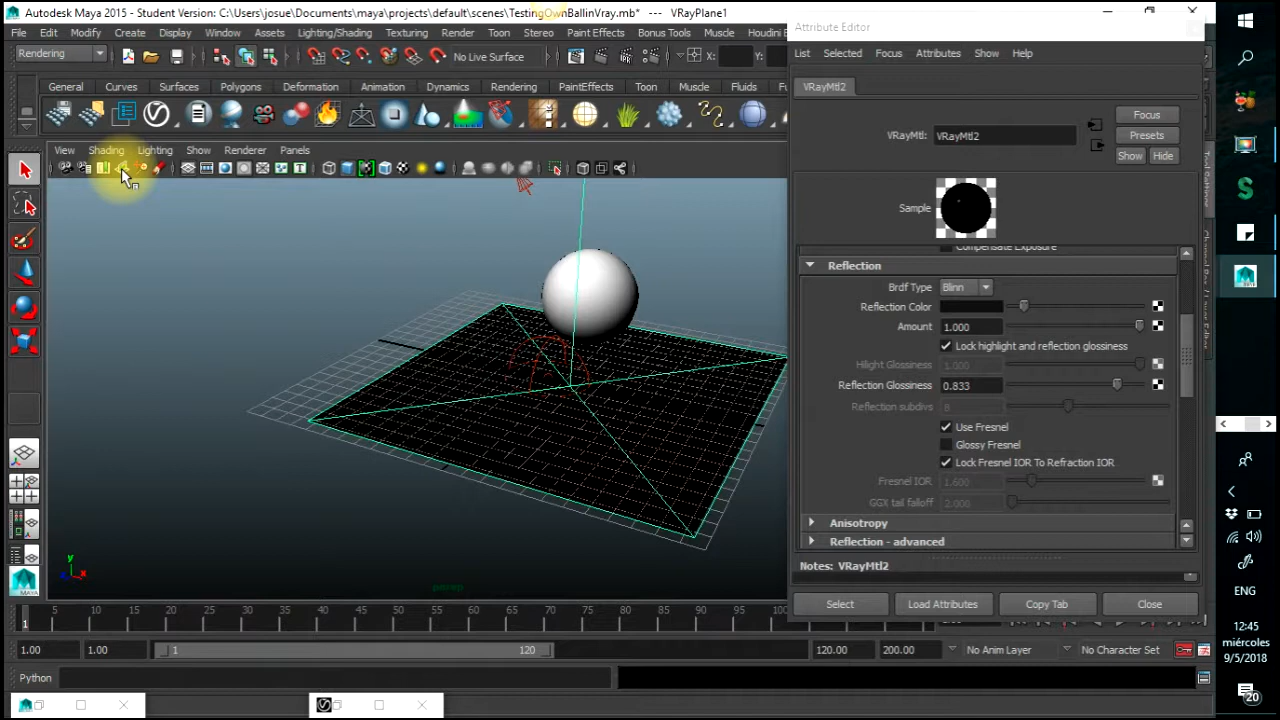 Autodesk Maya 2015 - Student Version: C:\Users\josue\Documents\maya\projects\default\scenes\TestingOwnBallinVray.mb* --- VRayPlane1
File Edit Modify Create Display Window Assets Lighting/Shading Texturing Render Toon Stereo Paint Effects Bonus Tools Muscle Houdini
Rendering
No Live Surface
X:
Y:
General Curves Surfaces Polygons Deformation Animation Dynamics Rendering PaintEffects Toon Muscle Fluids
View Shading Lighting Show Renderer Panels
Attribute Editor
List Selected Focus Attributes Show Help
VRayMtl2
Focus
VRayMtl: VRayMtl2
Presets
Show Hide
Sample
Compensate Exposure
Reflection
Brdf Type Blinn
Reflection Color
Amount 1.000
Lock highlight and reflection glossiness
Hilight Glossiness 1.000
Reflection Glossiness 0.833
Reflection subdivs 8
Use Fresnel
Glossy Fresnel
Lock Fresnel IOR To Refraction IOR
Fresnel IOR 1.600
GGX tail falloff 2.000
Anisotropy
Reflection - advanced
Notes: VRayMtl2
Select Load Attributes Copy Tab Close
y
x
persp
5 10 15 20 25 30 35 40 45 50 55 60 65 70 75 80 85 90 95 100 105 110 115 120
1
1.00 1.00 1 120 120.00 200.00 No Anim Layer No Character Set
Python
ENG
12:45
miércoles
9/5/2018
20